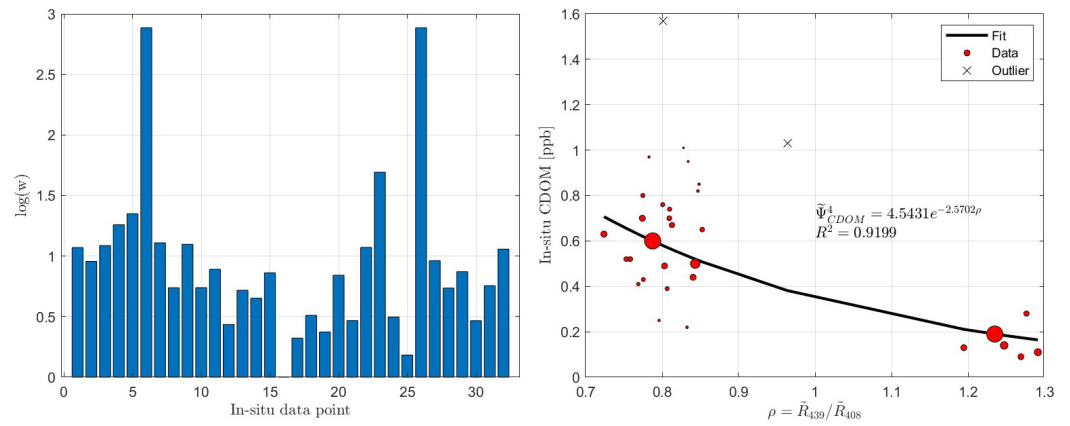 3
2.5
2
1.5
1
0.5
0
log(w)
0 5 10 15 20 25 30
In-situ data point
1.6
1.4
1.2
1
0.8
0.6
0.4
0.2
0
In-situ CDOM [ppb]
Fit
Data
Outlier
Ψ̃⁴_CDOM = 4.5431e^{-2.5702ρ}
R² = 0.9199
0.7 0.8 0.9 1 1.1 1.2 1.3
ρ = R̃₄₃₉/R̃₄₀₈